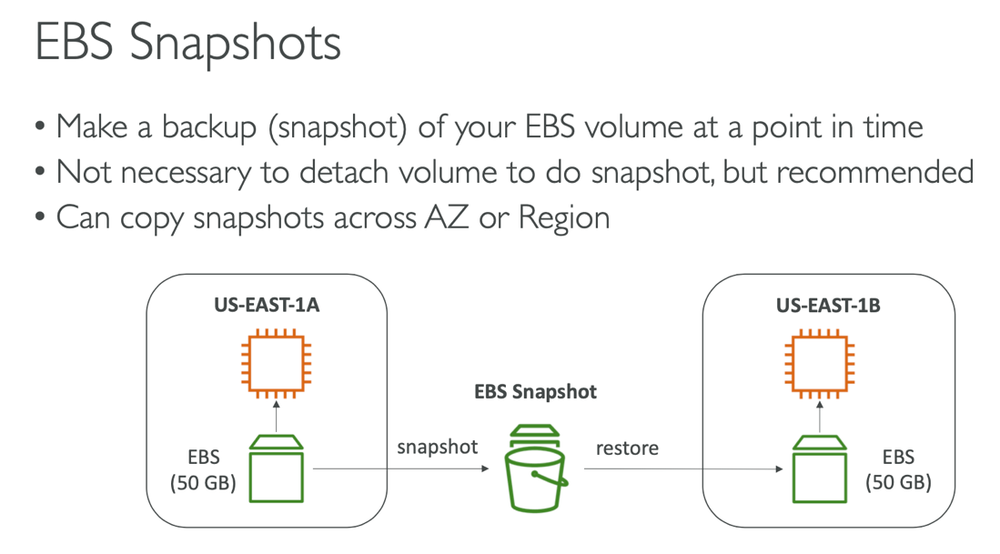 EBS Snapshots
• Make a backup (snapshot) of your EBS volume at a point in time
• Not necessary to detach volume to do snapshot, but recommended
• Can copy snapshots across AZ or Region
US-EAST-1A
US-EAST-1B
EBS Snapshot
snapshot
restore
EBS
(50 GB)
EBS
(50 GB)